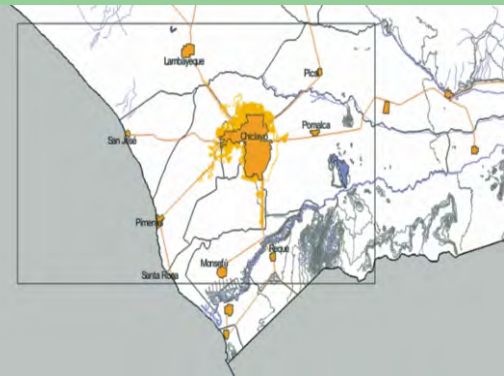 Lambayeque
Picsi
San José
Chiclayo
Pomalca
Pimentel
Monsefú
Reque
Santa Rosa